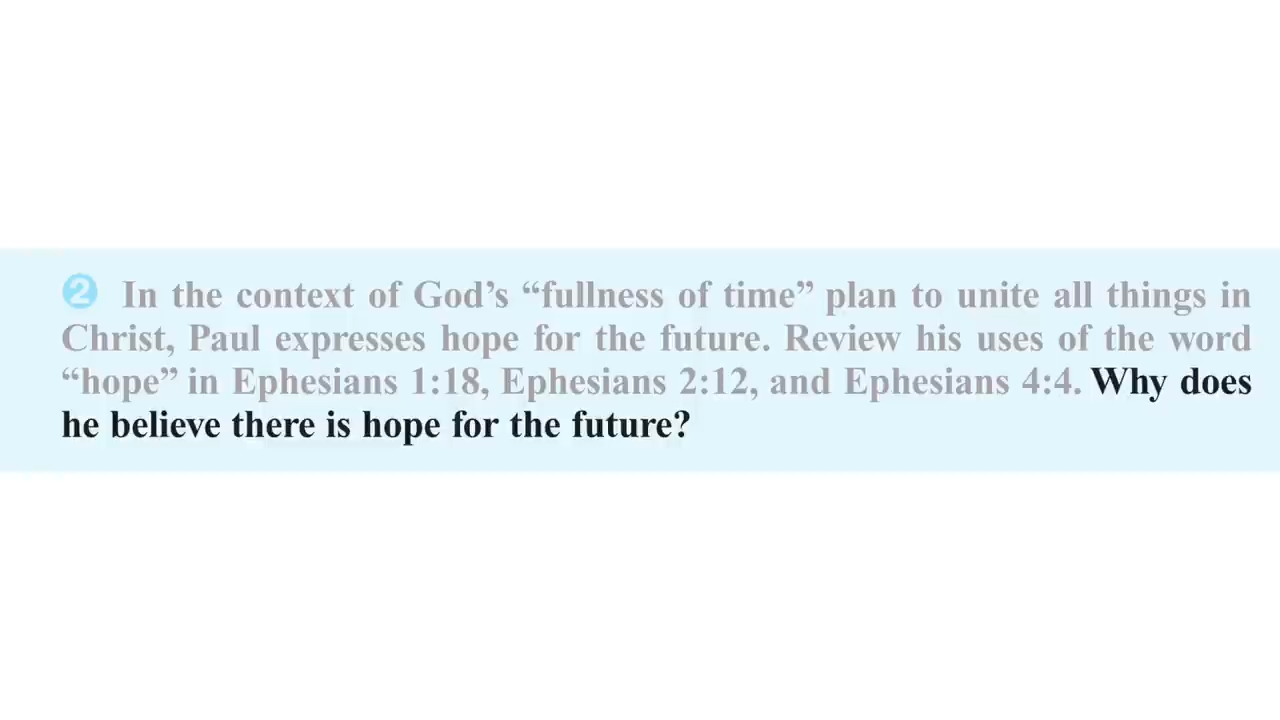 2 In the context of God’s “fullness of time” plan to unite all things in
Christ, Paul expresses hope for the future. Review his uses of the word
“hope” in Ephesians 1:18, Ephesians 2:12, and Ephesians 4:4. Why does
he believe there is hope for the future?